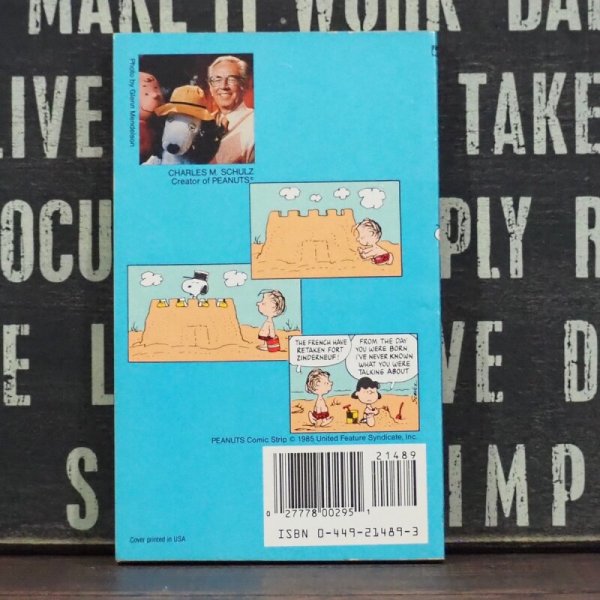 MAKE IT WORK DA
LIVE
TAKE
OCU
PLY R
E L
VE D
S
IMP
Photo by Glenn Mendelson
CHARLES M. SCHULZ
Creator of PEANUTS®
THE FRENCH HAVE
RETAKEN FORT
ZINDERNEUF!
FROM THE DAY
YOU WERE BORN
I'VE NEVER KNOWN
WHAT YOU WERE
TALKING ABOUT
PEANUTS Comic Strip © 1985 United Feature Syndicate, Inc.
21489
0 27778 00295 1
ISBN 0-449-21489-3
Cover printed in USA